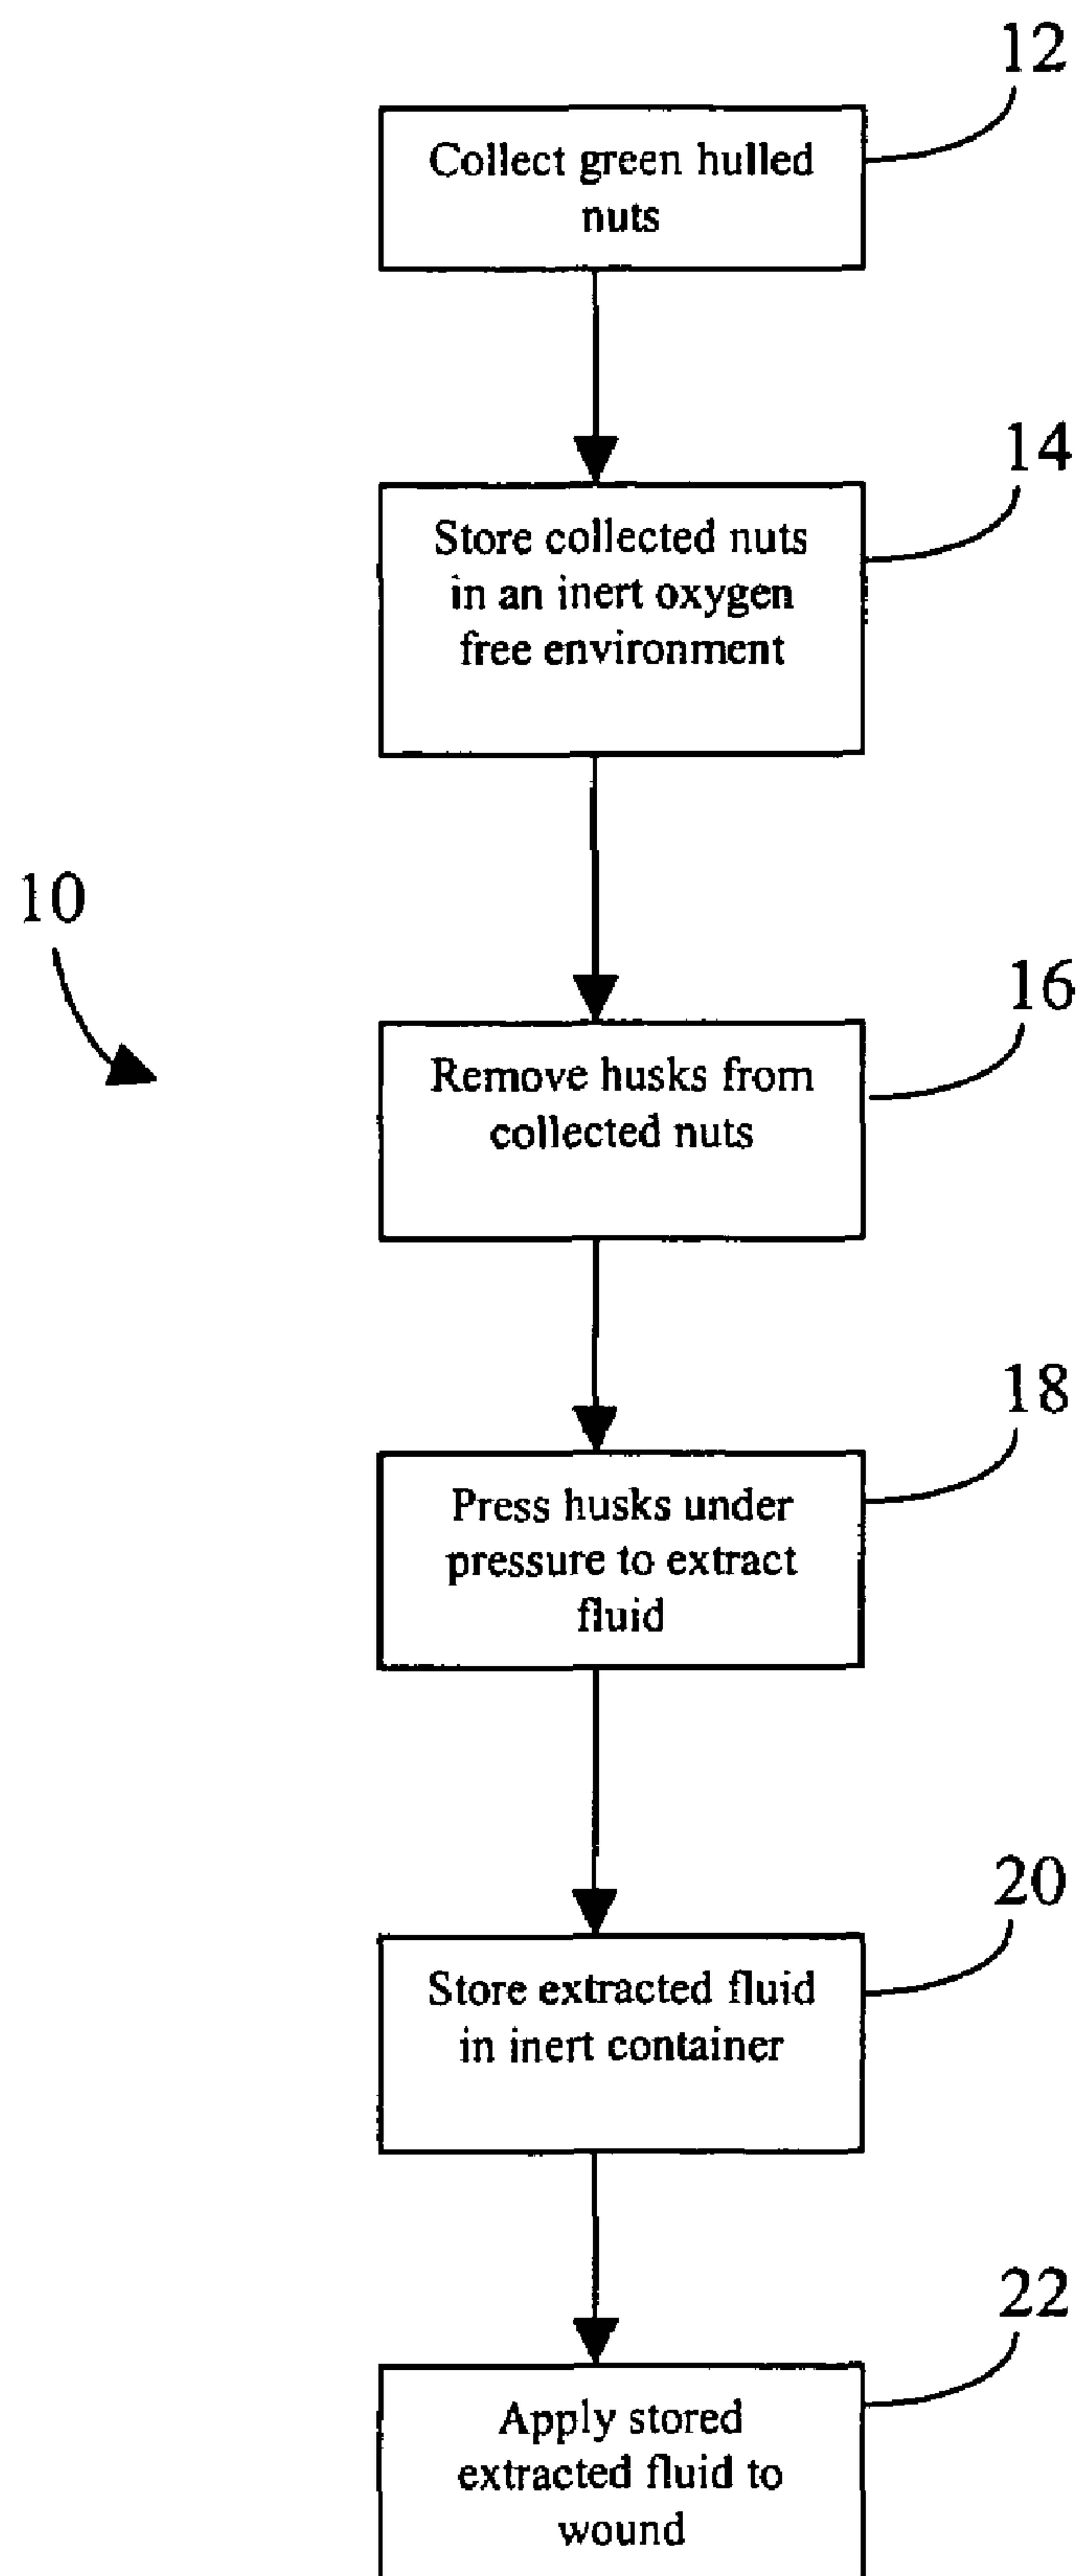 12
Collect green hulled
nuts
14
Store collected nuts
in an inert oxygen
free environment
10
16
Remove husks from
collected nuts
18
Press husks under
pressure to extract
fluid
20
Store extracted fluid
in inert container
22
Apply stored
extracted fluid to
wound